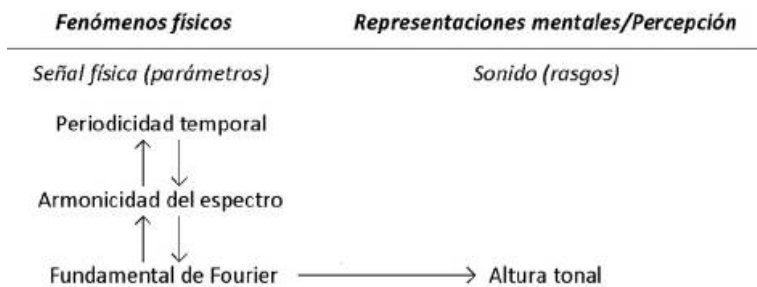 Fenómenos físicos Representaciones mentales/Percepción
Señal física (parámetros) Sonido (rasgos)
Periodicidad temporal
Armonicidad del espectro
Fundamental de Fourier Altura tonal